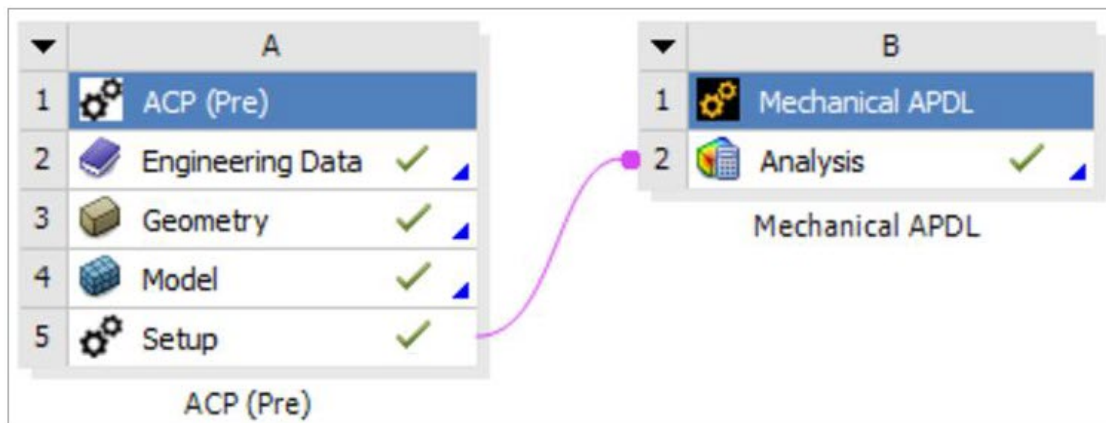 A
1 ACP (Pre)
2 Engineering Data
3 Geometry
4 Model
5 Setup
ACP (Pre)
B
1 Mechanical APDL
2 Analysis
Mechanical APDL